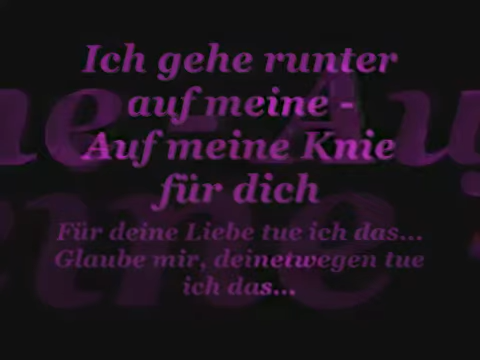 Ich gehe runter
auf meine -
Auf meine Knie
für dich
Für deine Liebe tue ich das...
Glaube mir, deinetwegen tue
ich das...